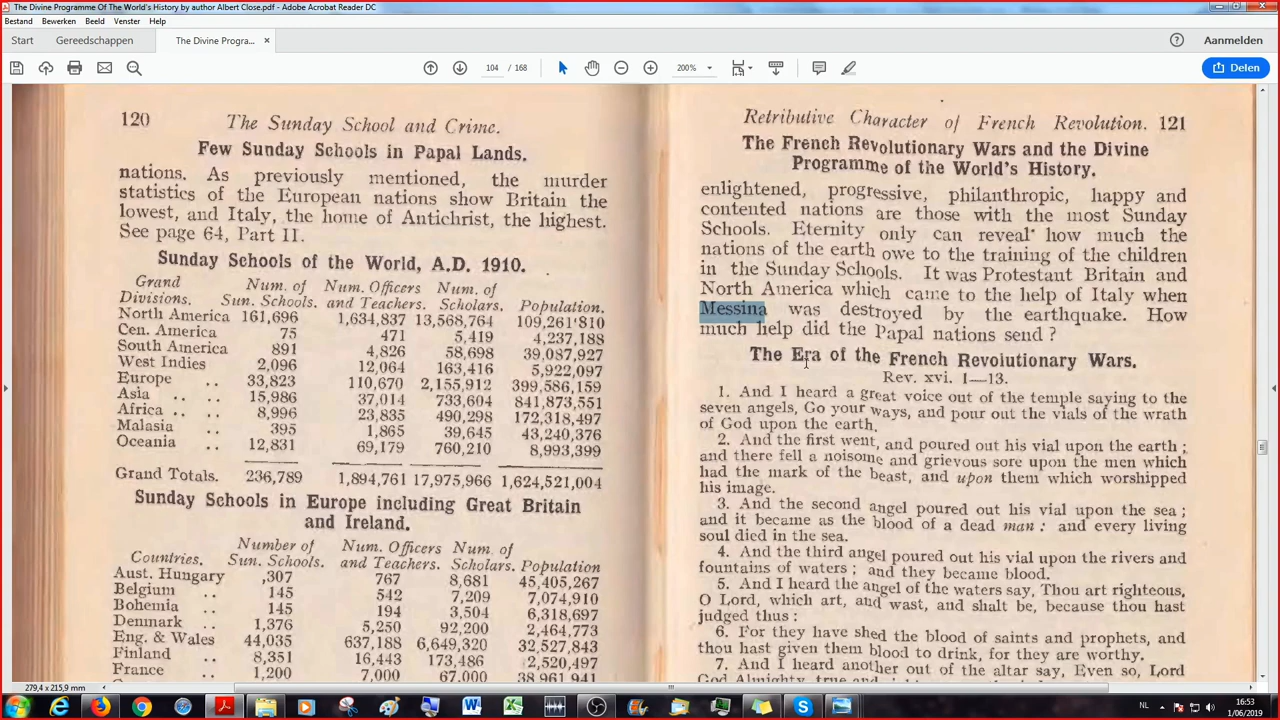 The Divine Programme Of The World's History by author Albert Close.pdf - Adobe Acrobat Reader DC
Bestand Bewerken Beeld Venster Help
Start Gereedschappen The Divine Progra... × Aanmelden
104 / 168 200% Delen
120 The Sunday School and Crime.
Few Sunday Schools in Papal Lands.
nations. As previously mentioned, the murder
statistics of the European nations show Britain the
lowest, and Italy, the home of Antichrist, the highest.
See page 64, Part II.
Sunday Schools of the World, A.D. 1910.
Grand Num. of Num. Officers Num. of
Divisions. Sun. Schools. and Teachers. Scholars. Population.
North America 161,696 1,634,837 13,568,764 109,261'810
Cen. America 75 471 5,419 4,237,188
South America 891 4,826 58,698 39,087,927
West Indies 2,096 12,064 163,416 5,922,097
Europe .. 33,823 110,670 2,155,912 399,586,159
Asia .. .. 15,986 37,014 733,604 841,873,551
Africa .. .. 8,996 23,835 490,298 172,318,497
Malasia .. 395 1,865 39,645 43,240,376
Oceania .. 12,831 69,179 760,210 8,993,399
Grand Totals. 236,789 1,894,761 17,975,966 1,624,521,004
Sunday Schools in Europe including Great Britain
and Ireland.
Number of Num. Officers Num. of
Countries. Sun. Schools. and Teachers. Scholars. Population
Aust. Hungary ,307 767 8,681 45,405,267
Belgium .. 145 542 7,209 7,074,910
Bohemia .. 145 194 3,504 6,318,697
Denmark .. 1,376 5,250 92,200 2,464,773
Eng. & Wales 44,035 637,188 6,649,320 32,527,843
Finland .. 8,351 16,443 173,486 2,520,497
France .. 1,200 7,000 67,000 38,961,941
Retributive Character of French Revolution. 121
The French Revolutionary Wars and the Divine
Programme of the World's History.
enlightened, progressive, philanthropic, happy and
contented nations are those with the most Sunday
Schools. Eternity only can reveal how much the
nations of the earth owe to the training of the children
in the Sunday Schools. It was Protestant Britain and
North America which came to the help of Italy when
Messina was destroyed by the earthquake. How
much help did the Papal nations send ?
The Era of the French Revolutionary Wars.
Rev. xvi. 1—13.
1. And I heard a great voice out of the temple saying to the
seven angels, Go your ways, and pour out the vials of the wrath
of God upon the earth.
2. And the first went, and poured out his vial upon the earth ;
and there fell a noisome and grievous sore upon the men which
had the mark of the beast, and upon them which worshipped
his image.
3. And the second angel poured out his vial upon the sea ;
and it became as the blood of a dead man : and every living
soul died in the sea.
4. And the third angel poured out his vial upon the rivers and
fountains of waters ; and they became blood.
5. And I heard the angel of the waters say, Thou art righteous,
O Lord, which art, and wast, and shalt be, because thou hast
judged thus :
6. For they have shed the blood of saints and prophets, and
thou hast given them blood to drink, for they are worthy.
7. And I heard another out of the altar say, Even so, Lord
God Almighty, true and
279,4 x 215,9 mm
NL 16:53
1/06/2019